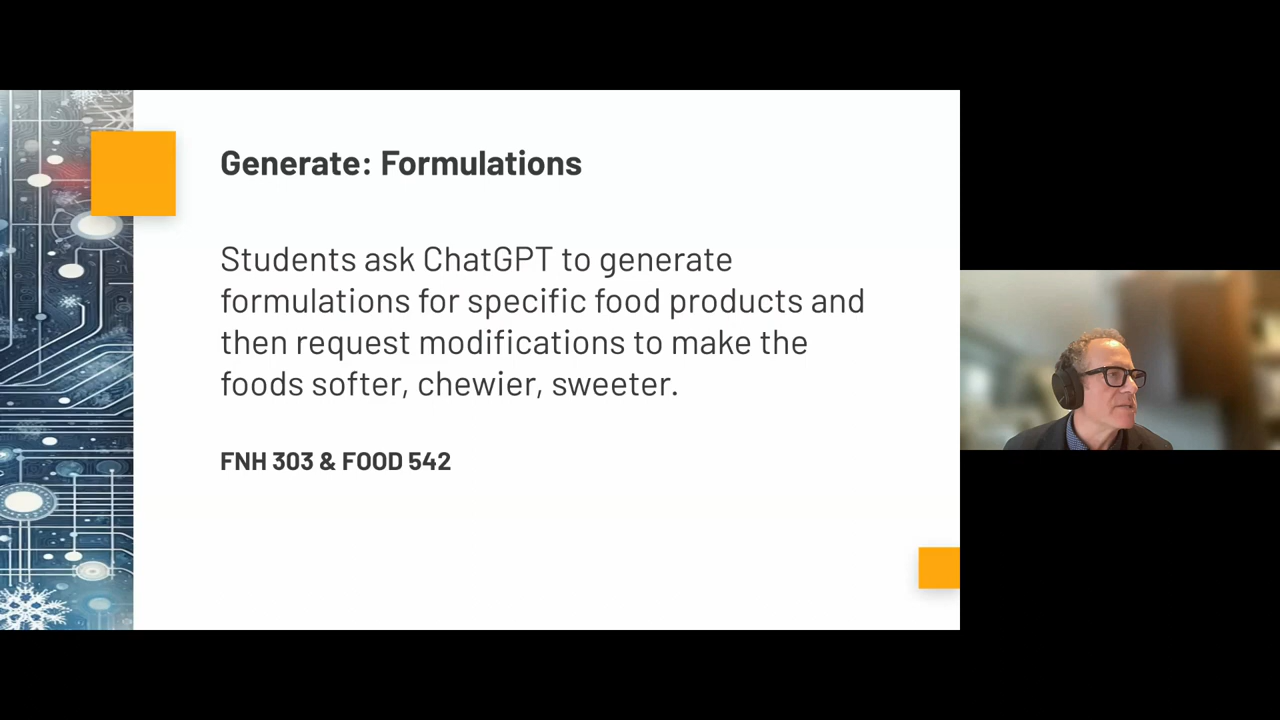 Generate: Formulations
Students ask ChatGPT to generate
formulations for specific food products and
then request modifications to make the
foods softer, chewier, sweeter.
FNH 303 & FOOD 542